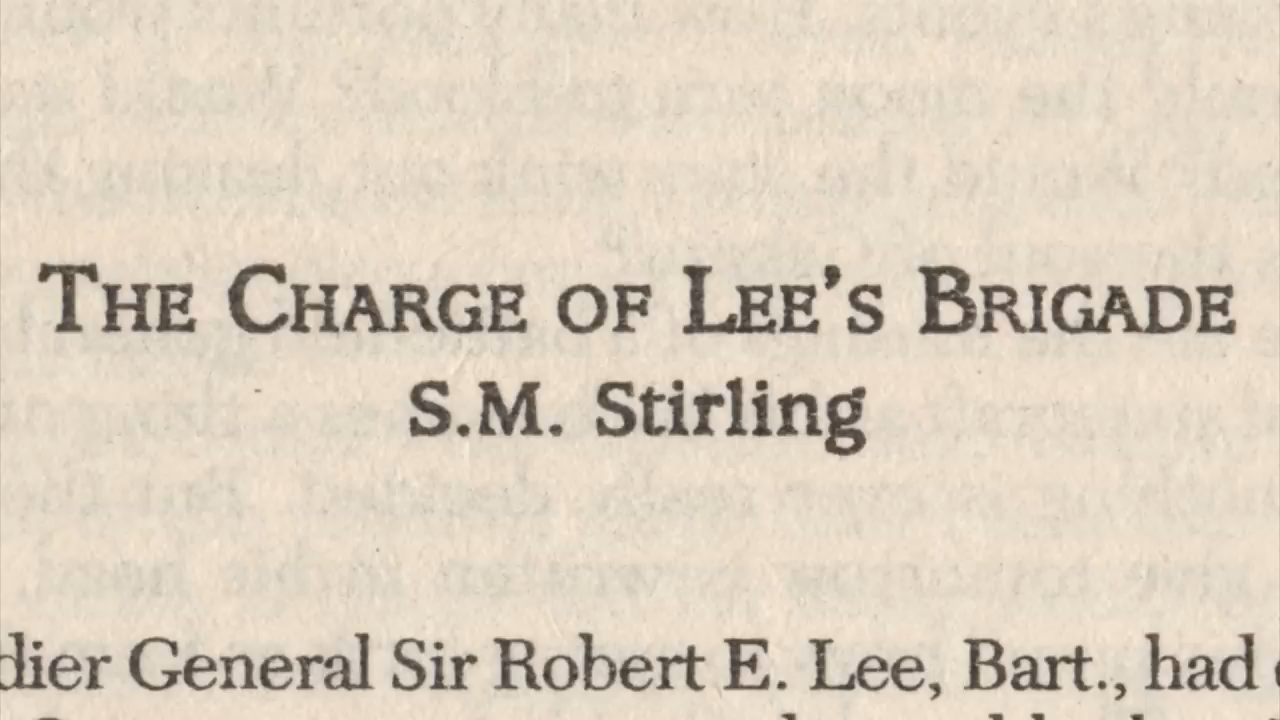 The Charge of Lee's Brigade
S.M. Stirling
dier General Sir Robert E. Lee, Bart., had